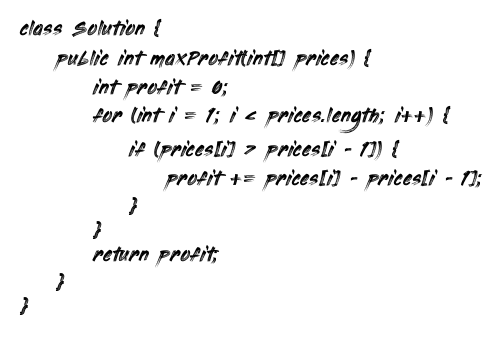 class Solution {
    public int maxProfit(int[] prices) {
        int profit = 0;
        for (int i = 1; i < prices.length; i++) {
            if (prices[i] > prices[i - 1]) {
                profit += prices[i] - prices[i - 1];
            }
        }
        return profit;
    }
}